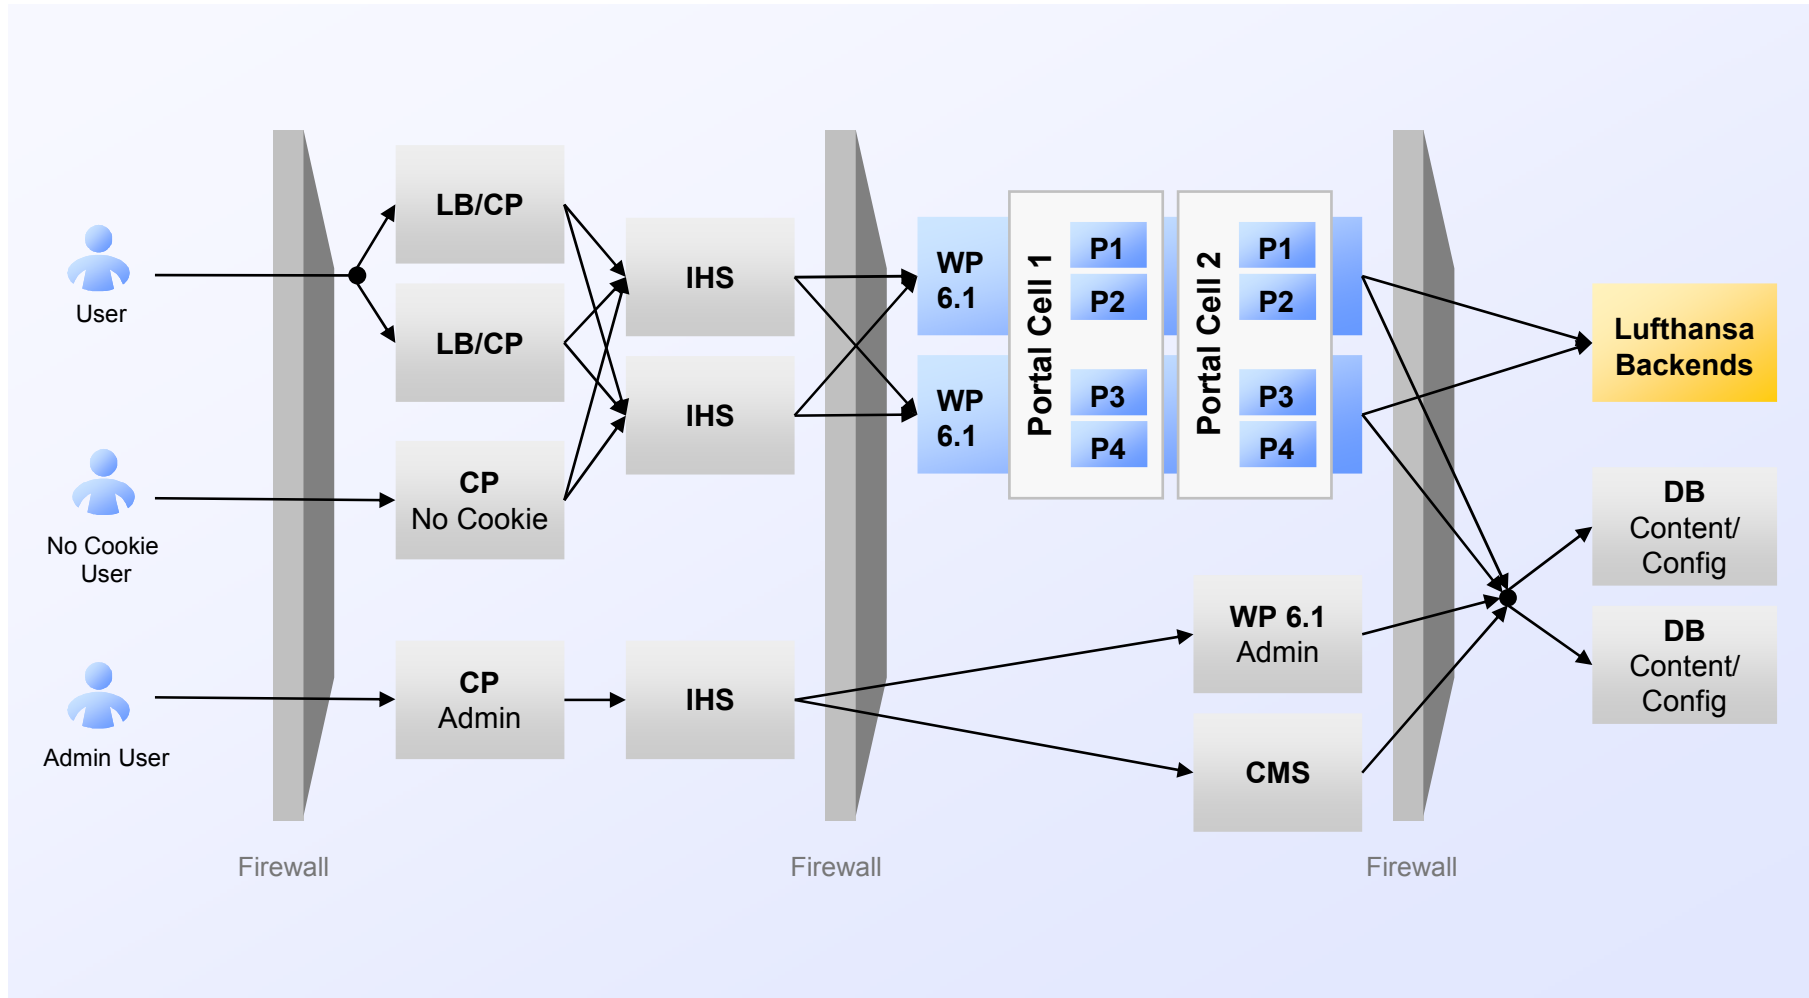 User
No Cookie
User
Admin User
Firewall
LB/CP
LB/CP
CP
No Cookie
CP
Admin
IHS
IHS
IHS
Firewall
WP
6.1
WP
6.1
Portal Cell 1
P1
P2
P3
P4
Portal Cell 2
P1
P2
P3
P4
WP 6.1
Admin
CMS
Firewall
Lufthansa
Backends
DB
Content/
Config
DB
Content/
Config